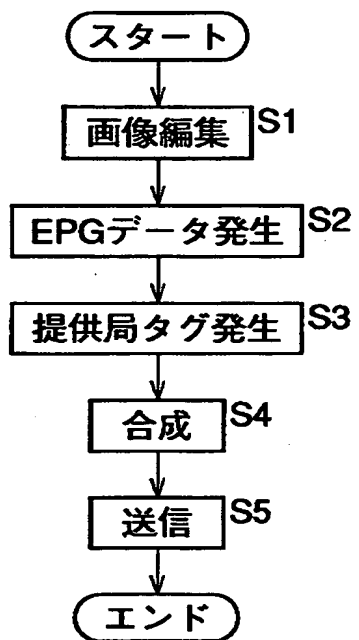 スタート
画像編集 S1
EPGデータ発生 S2
提供局タグ発生 S3
合成 S4
送信 S5
エンド